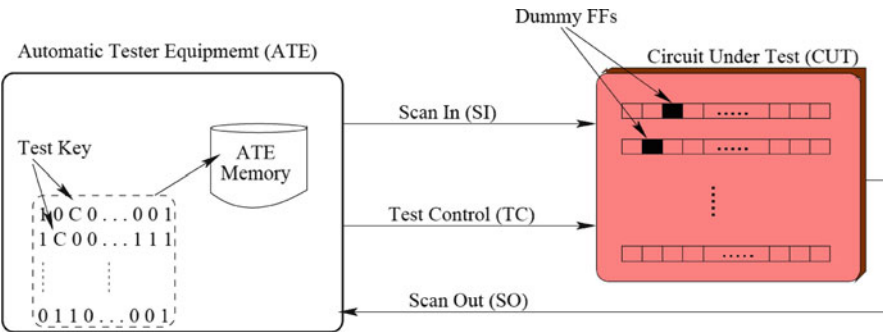 Dummy FFs
Automatic Tester Equipmemt (ATE)
Circuit Under Test (CUT)
Scan In (SI)
Test Key
ATE
Memory
1 0 C 0 . . . 0 0 1
1 C 0 0 . . . 1 1 1
Test Control (TC)
0 1 1 0 . . . 0 0 1
Scan Out (SO)